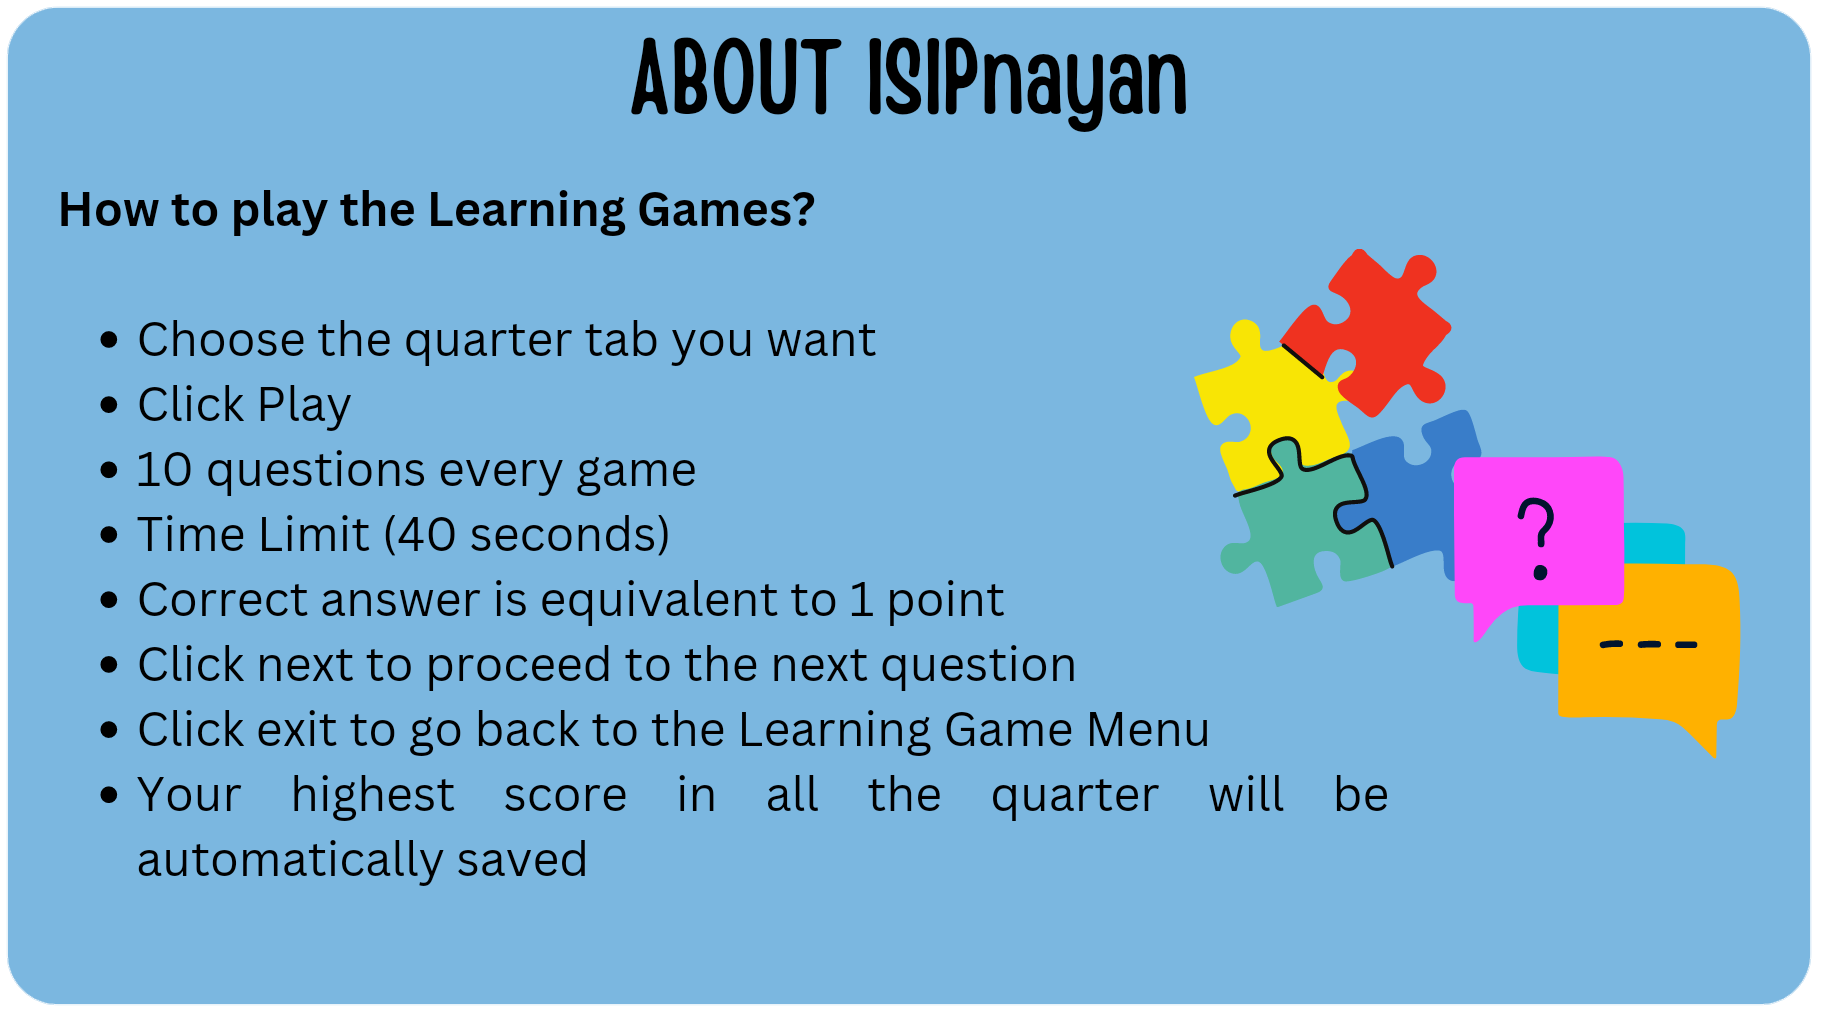 ABOUT ISIPnayan
How to play the Learning Games?
• Choose the quarter tab you want
• Click Play
• 10 questions every game
• Time Limit (40 seconds)
• Correct answer is equivalent to 1 point
• Click next to proceed to the next question
• Click exit to go back to the Learning Game Menu
• Your highest score in all the quarter will be
automatically saved
?
---